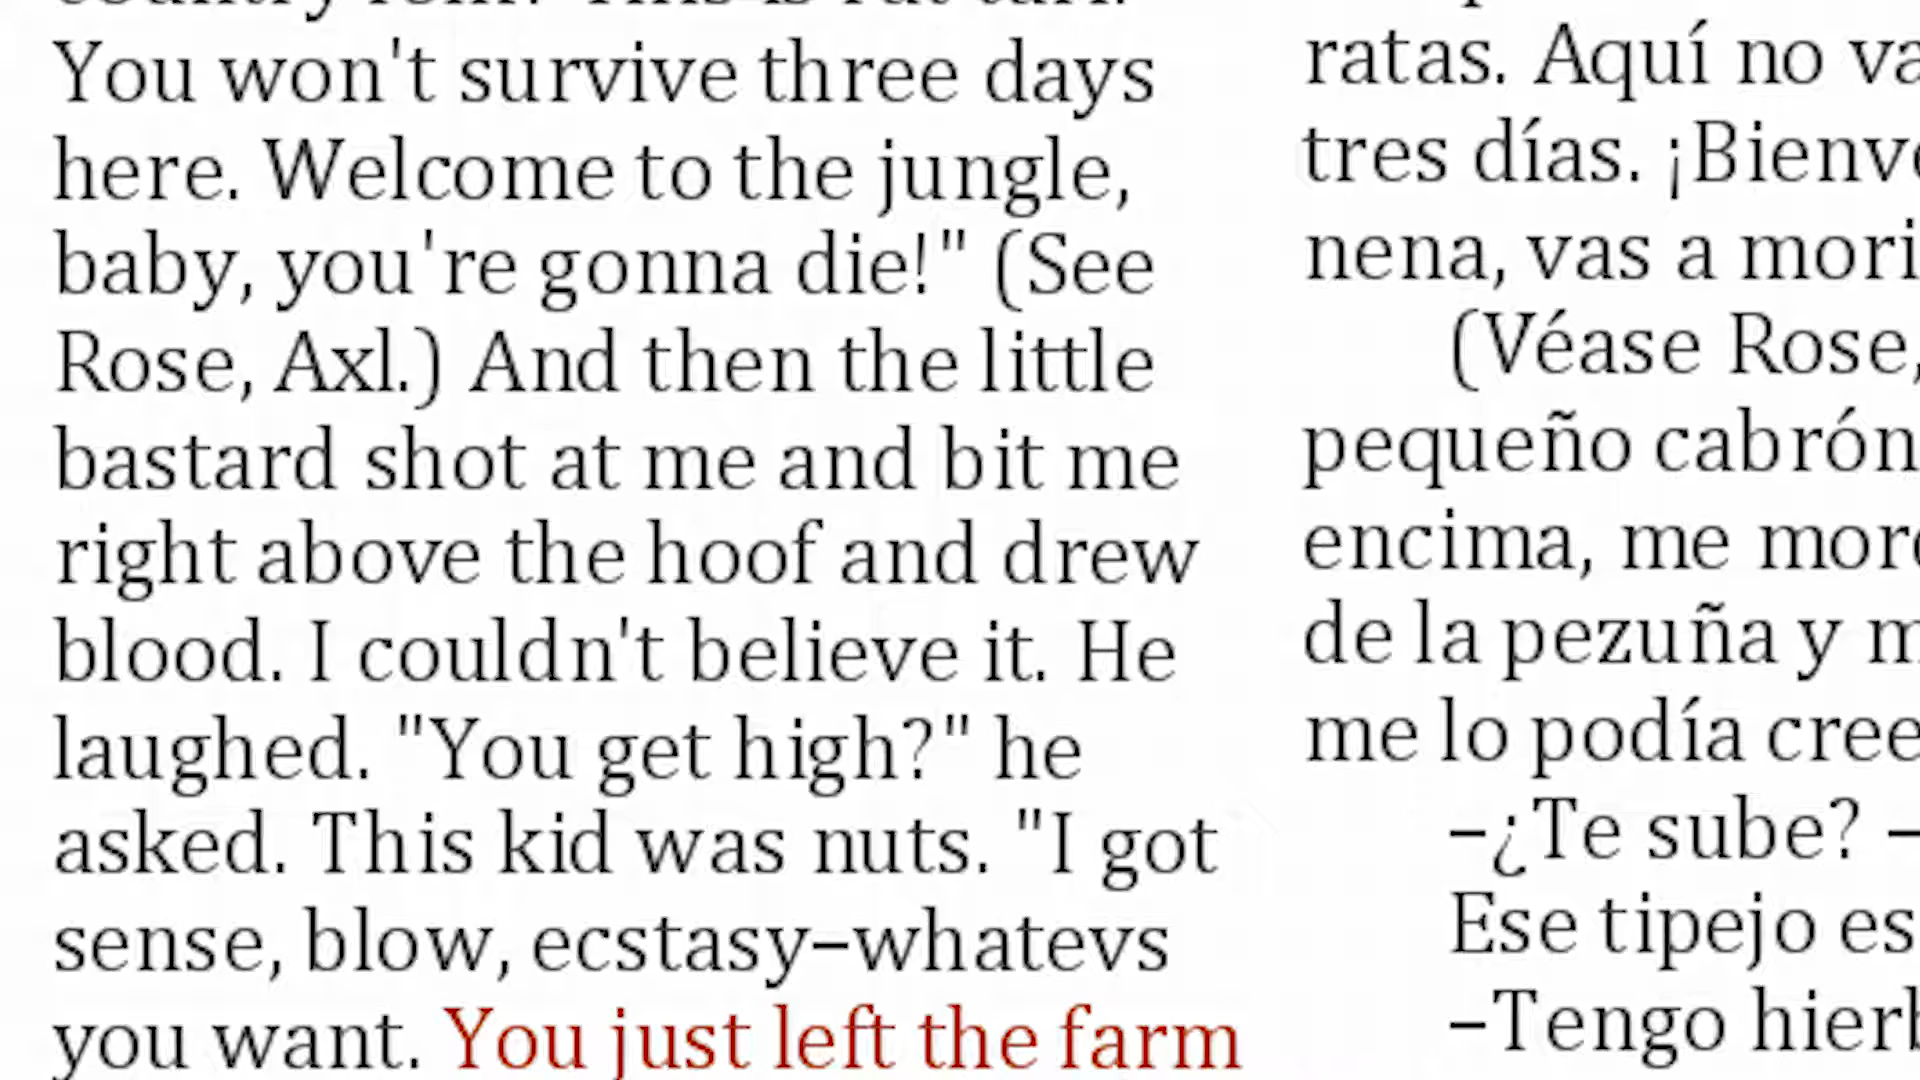 You won't survive three days
here. Welcome to the jungle,
baby, you're gonna die!" (See
Rose, Axl.) And then the little
bastard shot at me and bit me
right above the hoof and drew
blood. I couldn't believe it. He
laughed. "You get high?" he
asked. This kid was nuts. "I got
sense, blow, ecstasy–whatevs
you want. You just left the farm
ratas. Aquí no va
tres días. ¡Bienve
nena, vas a mori
(Véase Rose,
pequeño cabrón
encima, me mord
de la pezuña y m
me lo podía cree
–¿Te sube? –
Ese tipejo es
–Tengo hierb